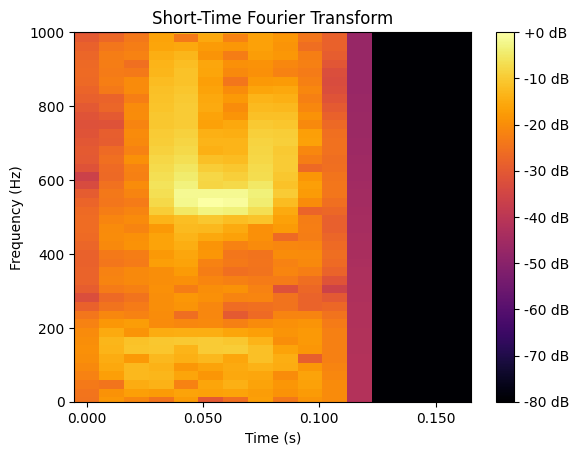 Short-Time Fourier Transform
1000
800
600
400
200
0
Frequency (Hz)
0.000
0.050
0.100
0.150
Time (s)
+0 dB
-10 dB
-20 dB
-30 dB
-40 dB
-50 dB
-60 dB
-70 dB
-80 dB